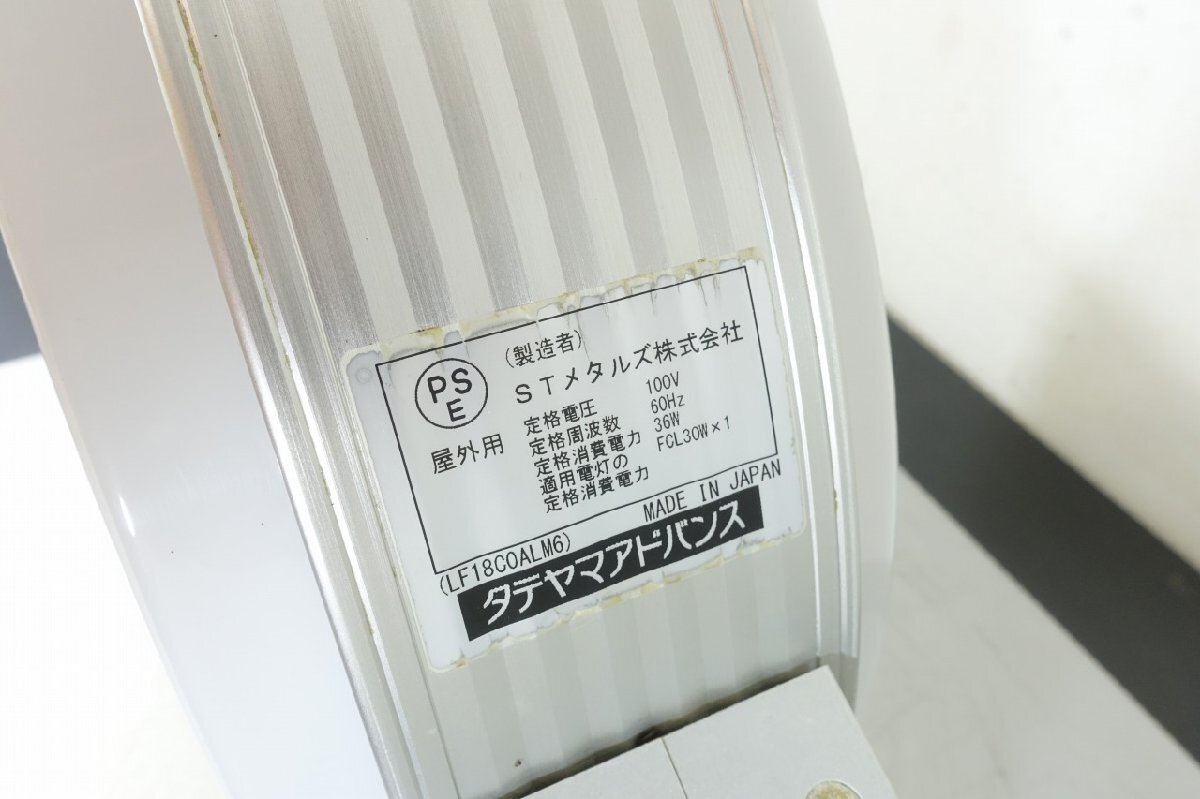 PS
E
屋外用
(製造者)
STメタルズ株式会社
定格電圧 100V
定格周波数 60Hz
定格消費電力 36W
適用電灯の
定格消費電力 FCL30W×1
(LF18COALM6)
MADE IN JAPAN
タテヤマアドバンス